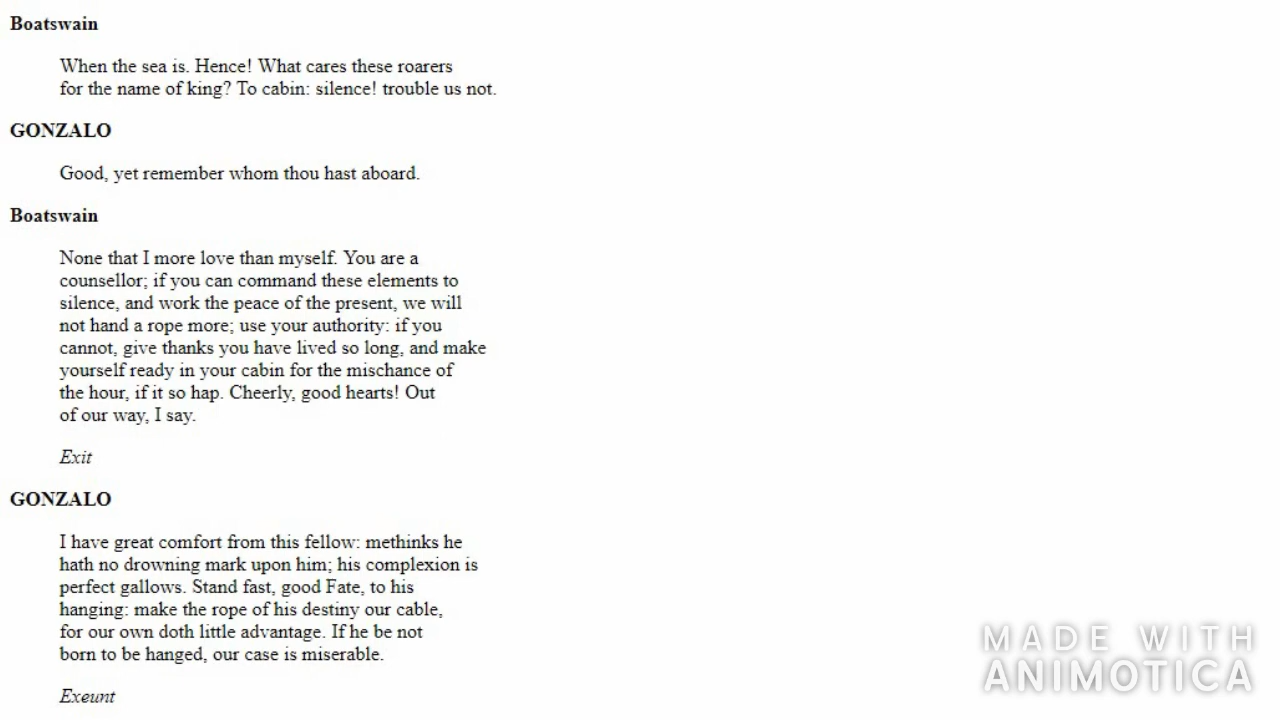 Boatswain
When the sea is. Hence! What cares these roarers
for the name of king? To cabin: silence! trouble us not.
GONZALO
Good, yet remember whom thou hast aboard.
Boatswain
None that I more love than myself. You are a
counsellor; if you can command these elements to
silence, and work the peace of the present, we will
not hand a rope more; use your authority: if you
cannot, give thanks you have lived so long, and make
yourself ready in your cabin for the mischance of
the hour, if it so hap. Cheerly, good hearts! Out
of our way, I say.
Exit
GONZALO
I have great comfort from this fellow: methinks he
hath no drowning mark upon him; his complexion is
perfect gallows. Stand fast, good Fate, to his
hanging: make the rope of his destiny our cable,
for our own doth little advantage. If he be not
born to be hanged, our case is miserable.
Exeunt
MADE WITH
ANIMOTICA